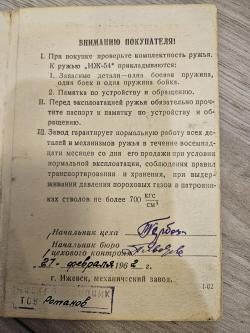 ВНИМАНИЮ ПОКУПАТЕЛЯ!
I. При покупке проверьте комплектность ружья.
К ружью „ИЖ-54" прикладываются:
1. Запасные детали—одна боевая пружина,
один боек и одна пружина бойка.
2. Памятка по устройству и обращению.
II. Перед эксплоатацией ружья обязательно прочтите
паспорт и памятку по устройству и обращению.
III. Завод гарантирует нормальную работу всех деталей
и механизмов ружья в течение восемнадцати
месяцев со дня его продажи при условии
нормальной эксплоатации, соблюдения правил
транспортирования и хранения, при выдерживании
давления пороховых газов в патронниках
стволов не более 700 кгс/см²
Начальник цеха
Начальник бюро
цехового контроля
27 февраля 1962 г.
г. Ижевск, механический завод.
1-02
ТОВ Романов